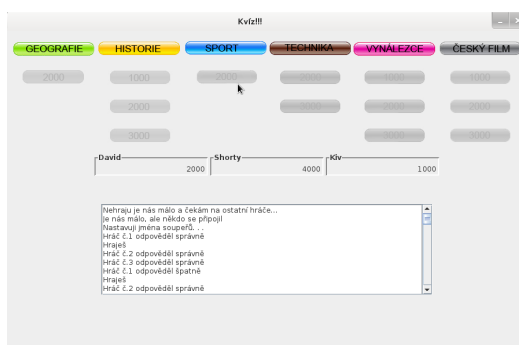 Kvíz!!!
GEOGRAFIE HISTORIE SPORT TECHNIKA VYNÁLEZCE ČESKÝ FILM
2000 1000 2000 2000 1000 1000
2000 3000 2000 2000
3000 3000 3000
David Shorty Kiv
2000 4000 1000
Nehraju je nás málo a čekám na ostatní hráče...
Je nás málo, ale někdo se připojil
Nastavuji jména soupeřů. . .
Hráč č.1 odpověděl správně
Hraješ
Hráč č.2 odpověděl správně
Hráč č.3 odpověděl správně
Hráč č.1 odpověděl špatně
Hraješ
Hráč č.2 odpověděl správně